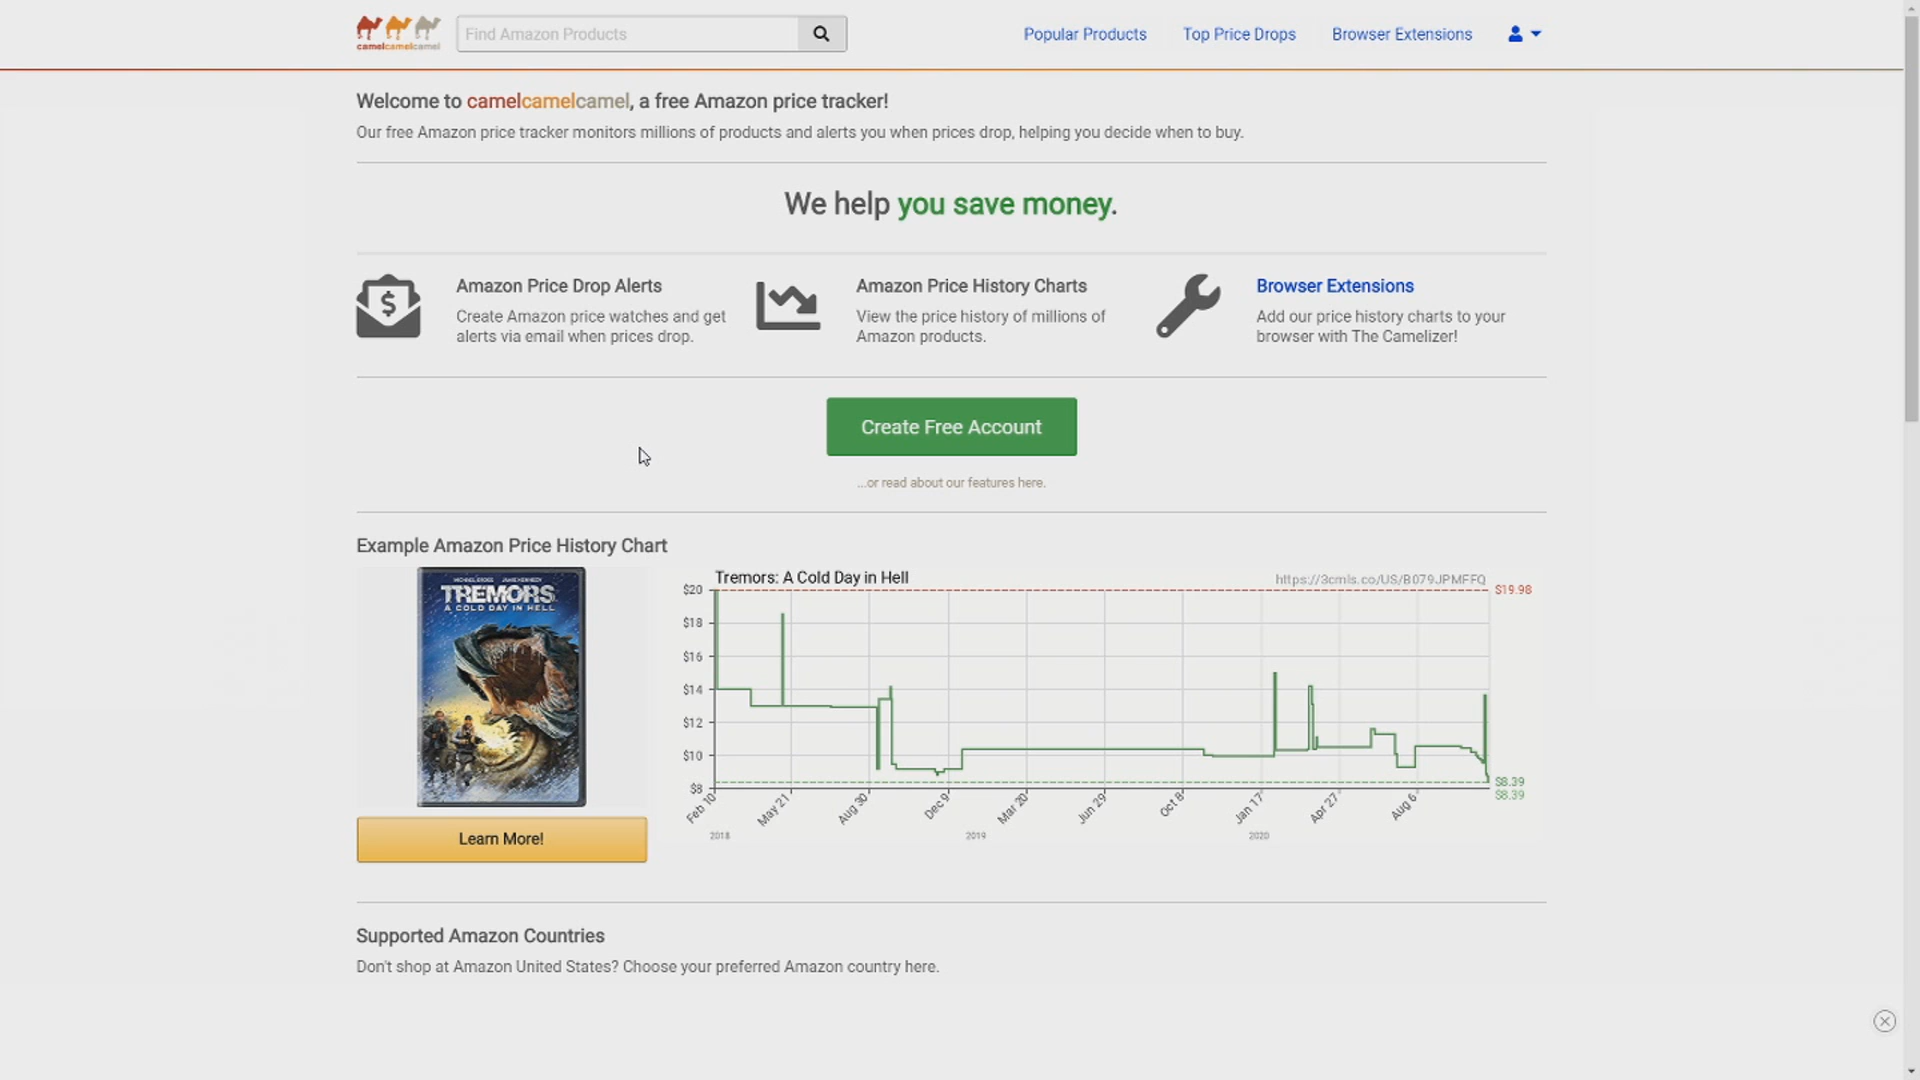 camelcamelcamel
Find Amazon Products
Popular Products
Top Price Drops
Browser Extensions
Welcome to camelcamelcamel, a free Amazon price tracker!
Our free Amazon price tracker monitors millions of products and alerts you when prices drop, helping you decide when to buy.
We help you save money.
Amazon Price Drop Alerts
Create Amazon price watches and get
alerts via email when prices drop.
Amazon Price History Charts
View the price history of millions of
Amazon products.
Browser Extensions
Add our price history charts to your
browser with The Camelizer!
Create Free Account
...or read about our features here.
Example Amazon Price History Chart
MICHAEL GROSS JAMIE KENNEDY
TREMORS
A COLD DAY IN HELL
Learn More!
Tremors: A Cold Day in Hell
https://3cmls.co/US/B079JPMFFQ
$20
$18
$16
$14
$12
$10
$8
$19.98
$8.39
$8.39
Feb 10
May 21
Aug 30
Dec 9
Mar 20
Jun 29
Oct 8
Jan 17
Apr 27
Aug 6
2018
2019
2020
Supported Amazon Countries
Don't shop at Amazon United States? Choose your preferred Amazon country here.